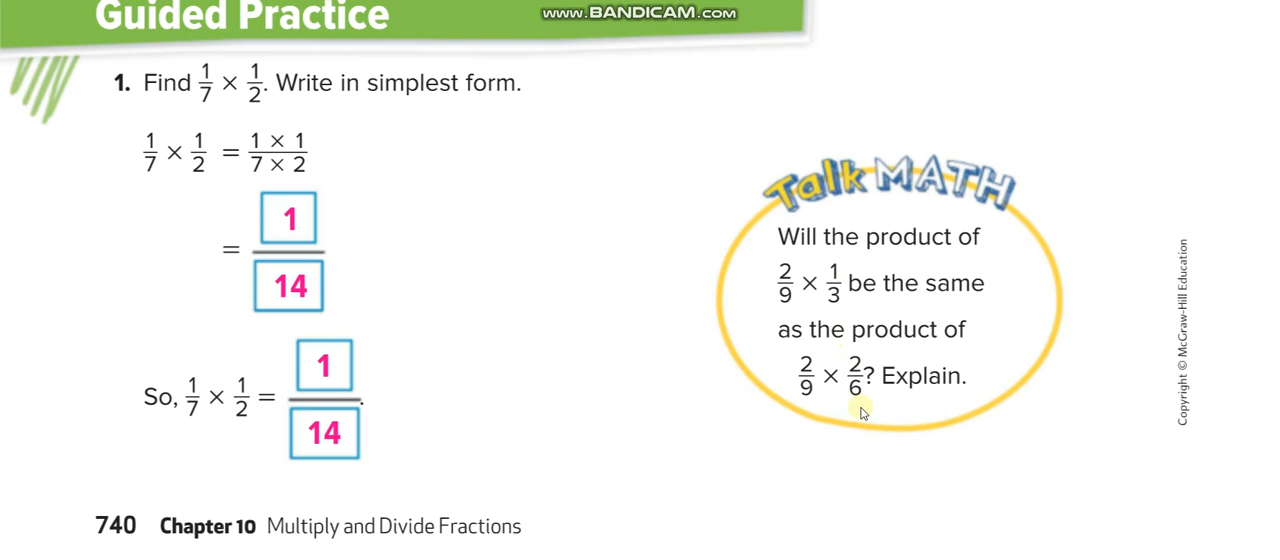 Guided Practice
www.BANDICAM.com
1. Find 1/7 × 1/2. Write in simplest form.
1/7 × 1/2 = 1 × 1/7 × 2
= 1/14
So, 1/7 × 1/2 = 1/14.
Talk MATH
Will the product of
2/9 × 1/3 be the same
as the product of
2/9 × 2/6? Explain.
Copyright © McGraw-Hill Education
740 Chapter 10 Multiply and Divide Fractions